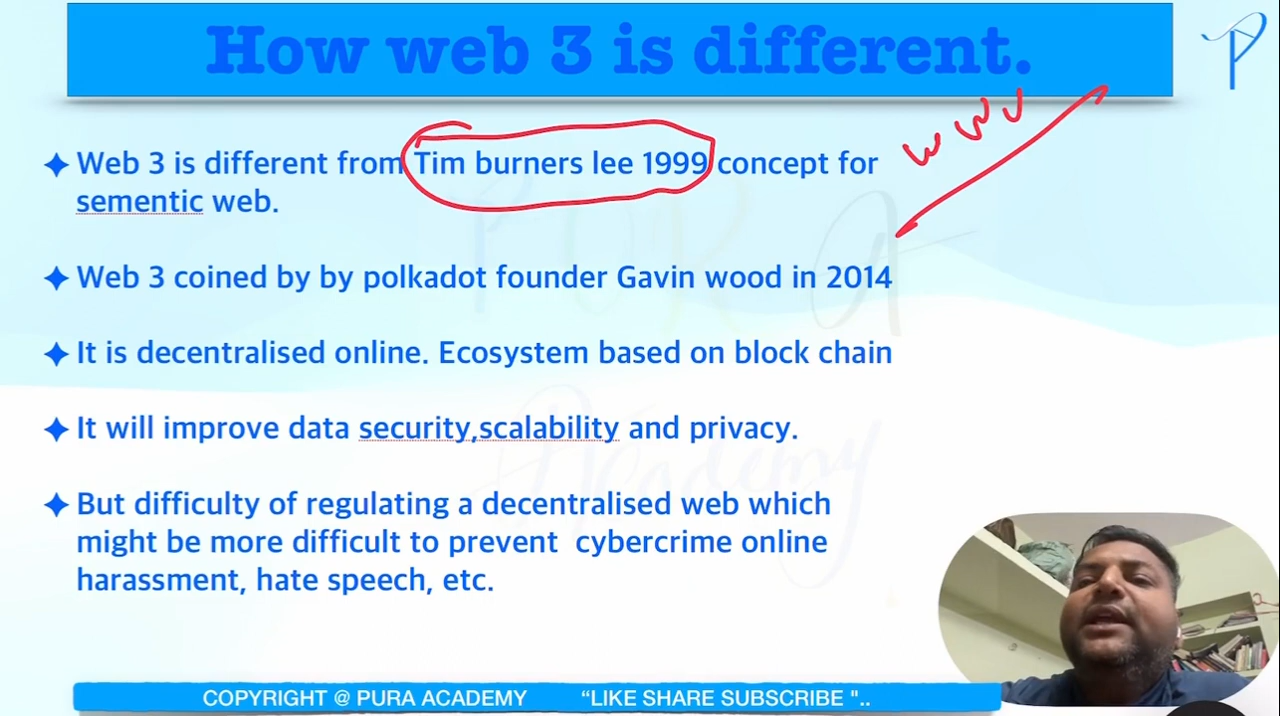 How web 3 is different.
P
www
Web 3 is different from Tim burners lee 1999 concept for
sementic web.
Web 3 coined by by polkadot founder Gavin wood in 2014
It is decentralised online. Ecosystem based on block chain
It will improve data security,scalability and privacy.
But difficulty of regulating a decentralised web which
might be more difficult to prevent cybercrime online
harassment, hate speech, etc.
PURA
Academy
COPYRIGHT @ PURA ACADEMY “LIKE SHARE SUBSCRIBE "..